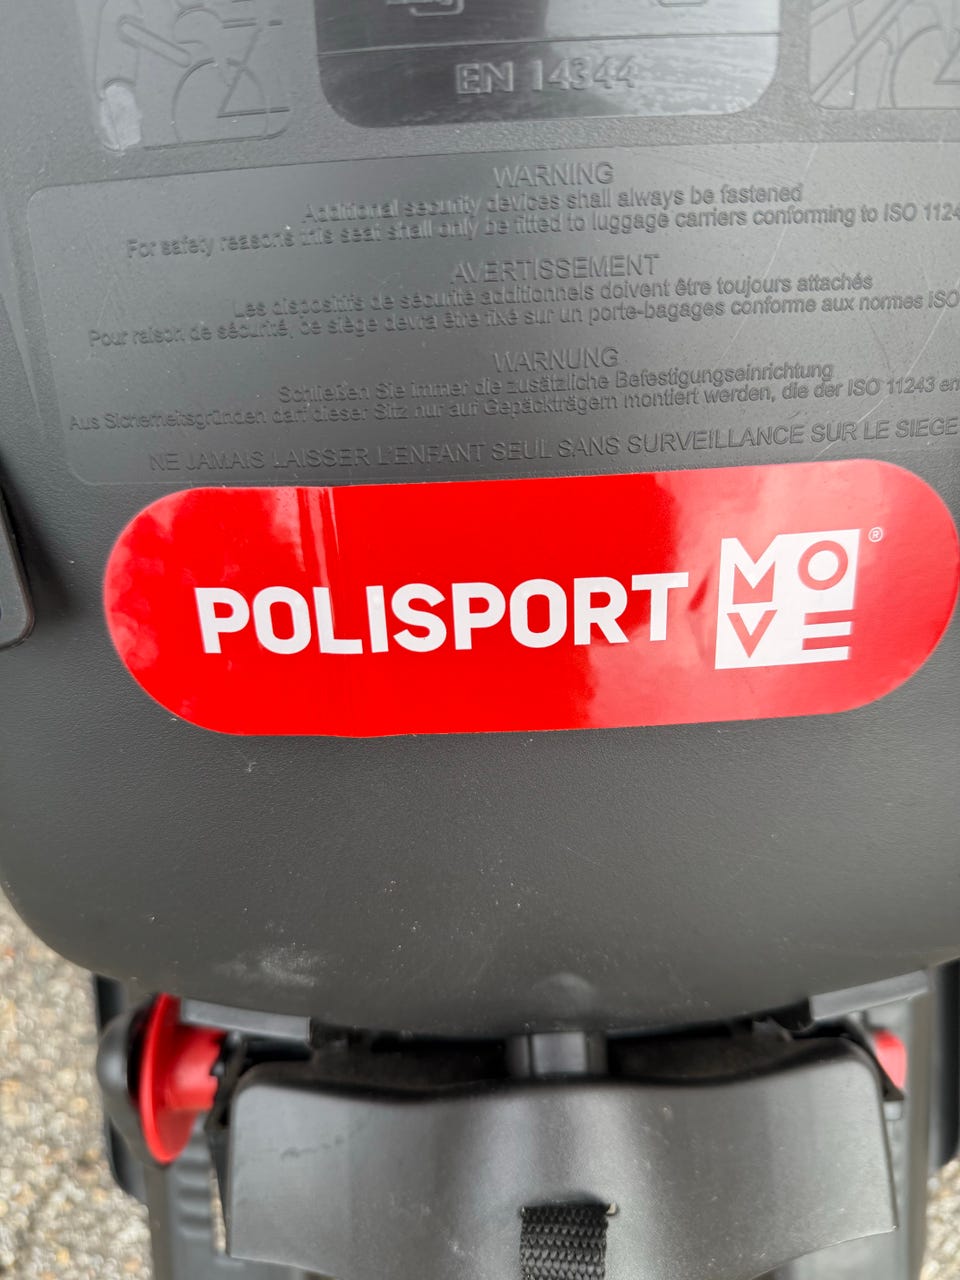 EN 14344
WARNING
Additional security devices shall always be fastened
For safety reasons this seat shall only be fitted to luggage carriers conforming to ISO 1124
AVERTISSEMENT
Les dispositifs de sécurité additionnels doivent être toujours attachés
Pour raison de sécurité, ce siège devra être fixé sur un porte-bagages conforme aux normes ISO
WARNUNG
Schließen Sie immer die zusätzliche Befestigungseinrichtung
Aus Sicherheitsgründen darf dieser Sitz nur auf Gepäckträgern montiert werden, die der ISO 11243 en
NE JAMAIS LAISSER L'ENFANT SEUL SANS SURVEILLANCE SUR LE SIEGE
POLISPORT MOVE®